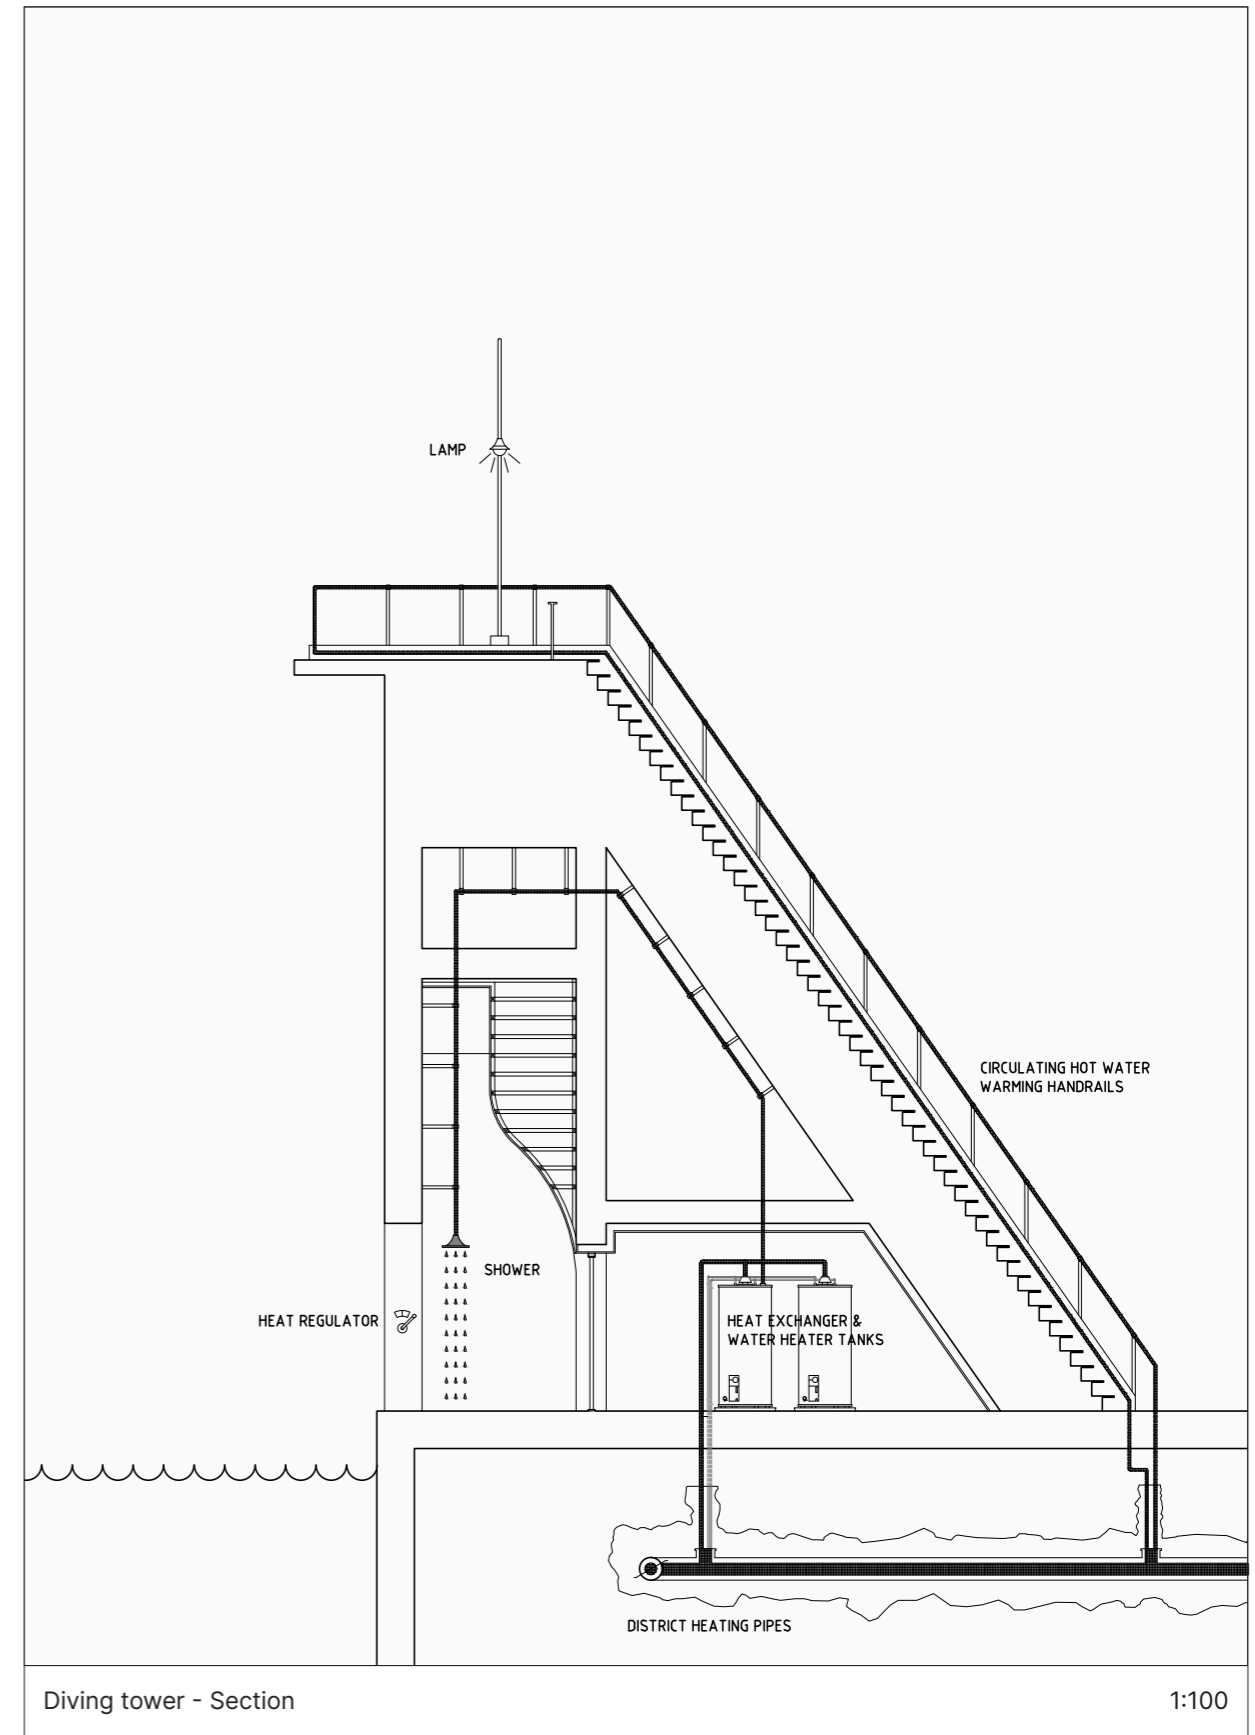 LAMP
CIRCULATING HOT WATER
WARMING HANDRAILS
SHOWER
HEAT REGULATOR
HEAT EXCHANGER &
WATER HEATER TANKS
DISTRICT HEATING PIPES
Diving tower - Section
1:100